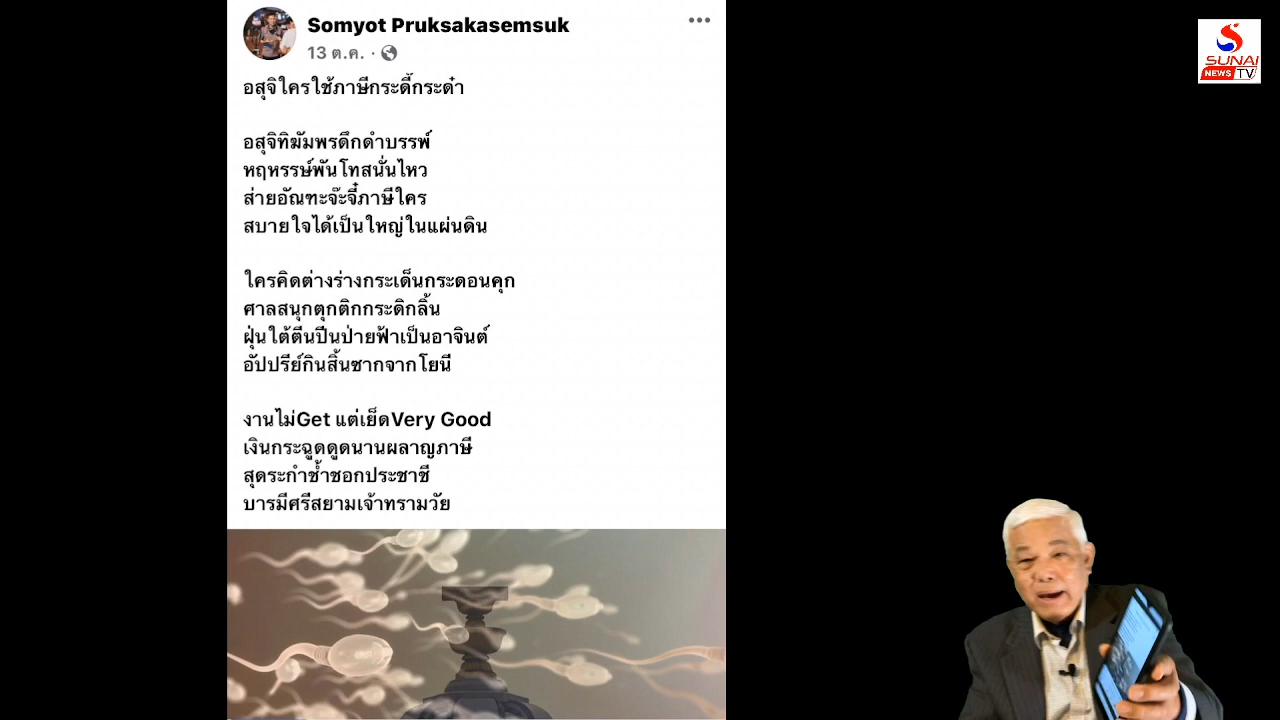 Somyot Pruksakasemsuk
13 ต.ค.
อสุจิใครใช้ภาษีกระดี้กระด๋า
อสุจิทิฆัมพรดึกดำบรรพ์
หฤหรรษ์พันโทสนั่นไหว
ส่ายอัณฑะจ๊ะจี๋ภาษีใคร
สบายใจได้เป็นใหญ่ในแผ่นดิน
ใครคิดต่างร่างกระเด็นกระดอนคุก
ศาลสนุกตุกติกกระดิกลิ้น
ฝุ่นใต้ตีนปีนป่ายฟ้าเป็นอาจินต์
อัปปรีย์กินสิ้นซากจากโยนี
งานไม่Get แต่เย็ดVery Good
เงินกระฉูดดูดนานผลาญภาษี
สุดระกำช้ำชอกประชาชี
บารมีศรีสยามเจ้าทรามวัย
SUNAI
NEWS TV